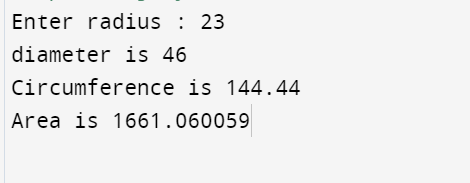 Enter radius : 23
diameter is 46
Circumference is 144.44
Area is 1661.060059